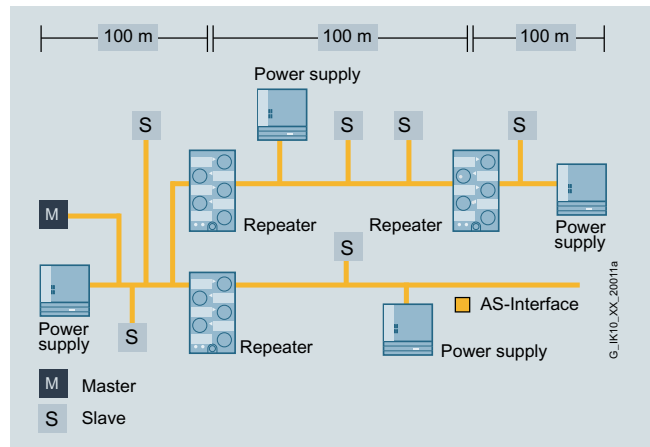 100 m
100 m
100 m
Power supply
S
S
S
S
M
Repeater
Repeater
Power
supply
S
Power
supply
S
Repeater
AS-Interface
Power supply
G_IK10_XX_20011a
M Master
S Slave